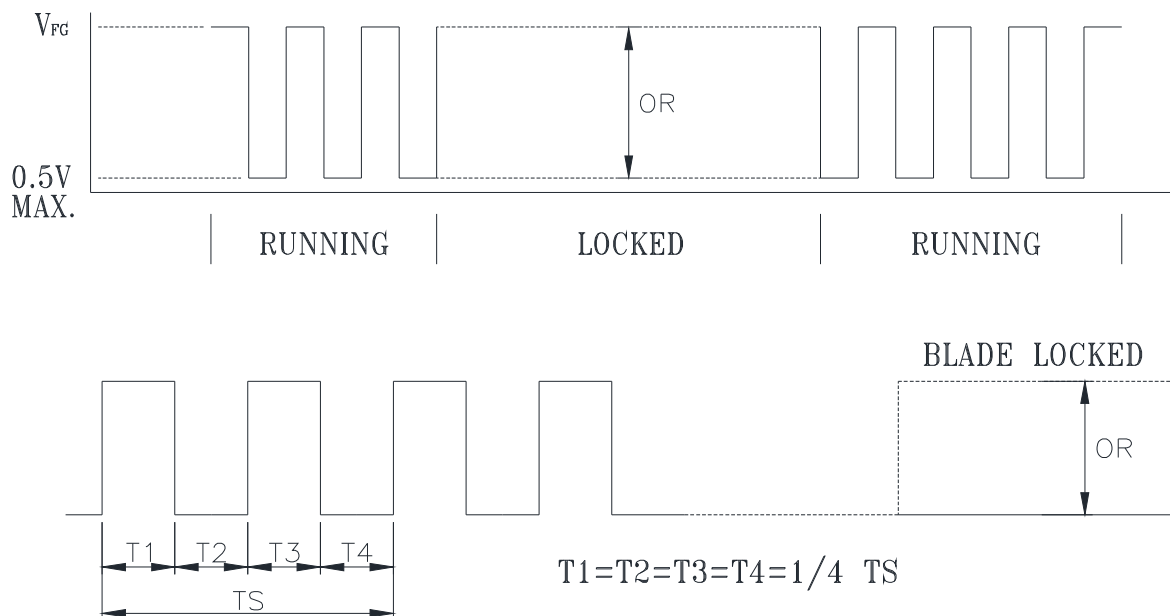 VFG
OR
0.5V
MAX.
RUNNING LOCKED RUNNING
BLADE LOCKED
OR
T1 T2 T3 T4
T1=T2=T3=T4=1/4 TS
TS